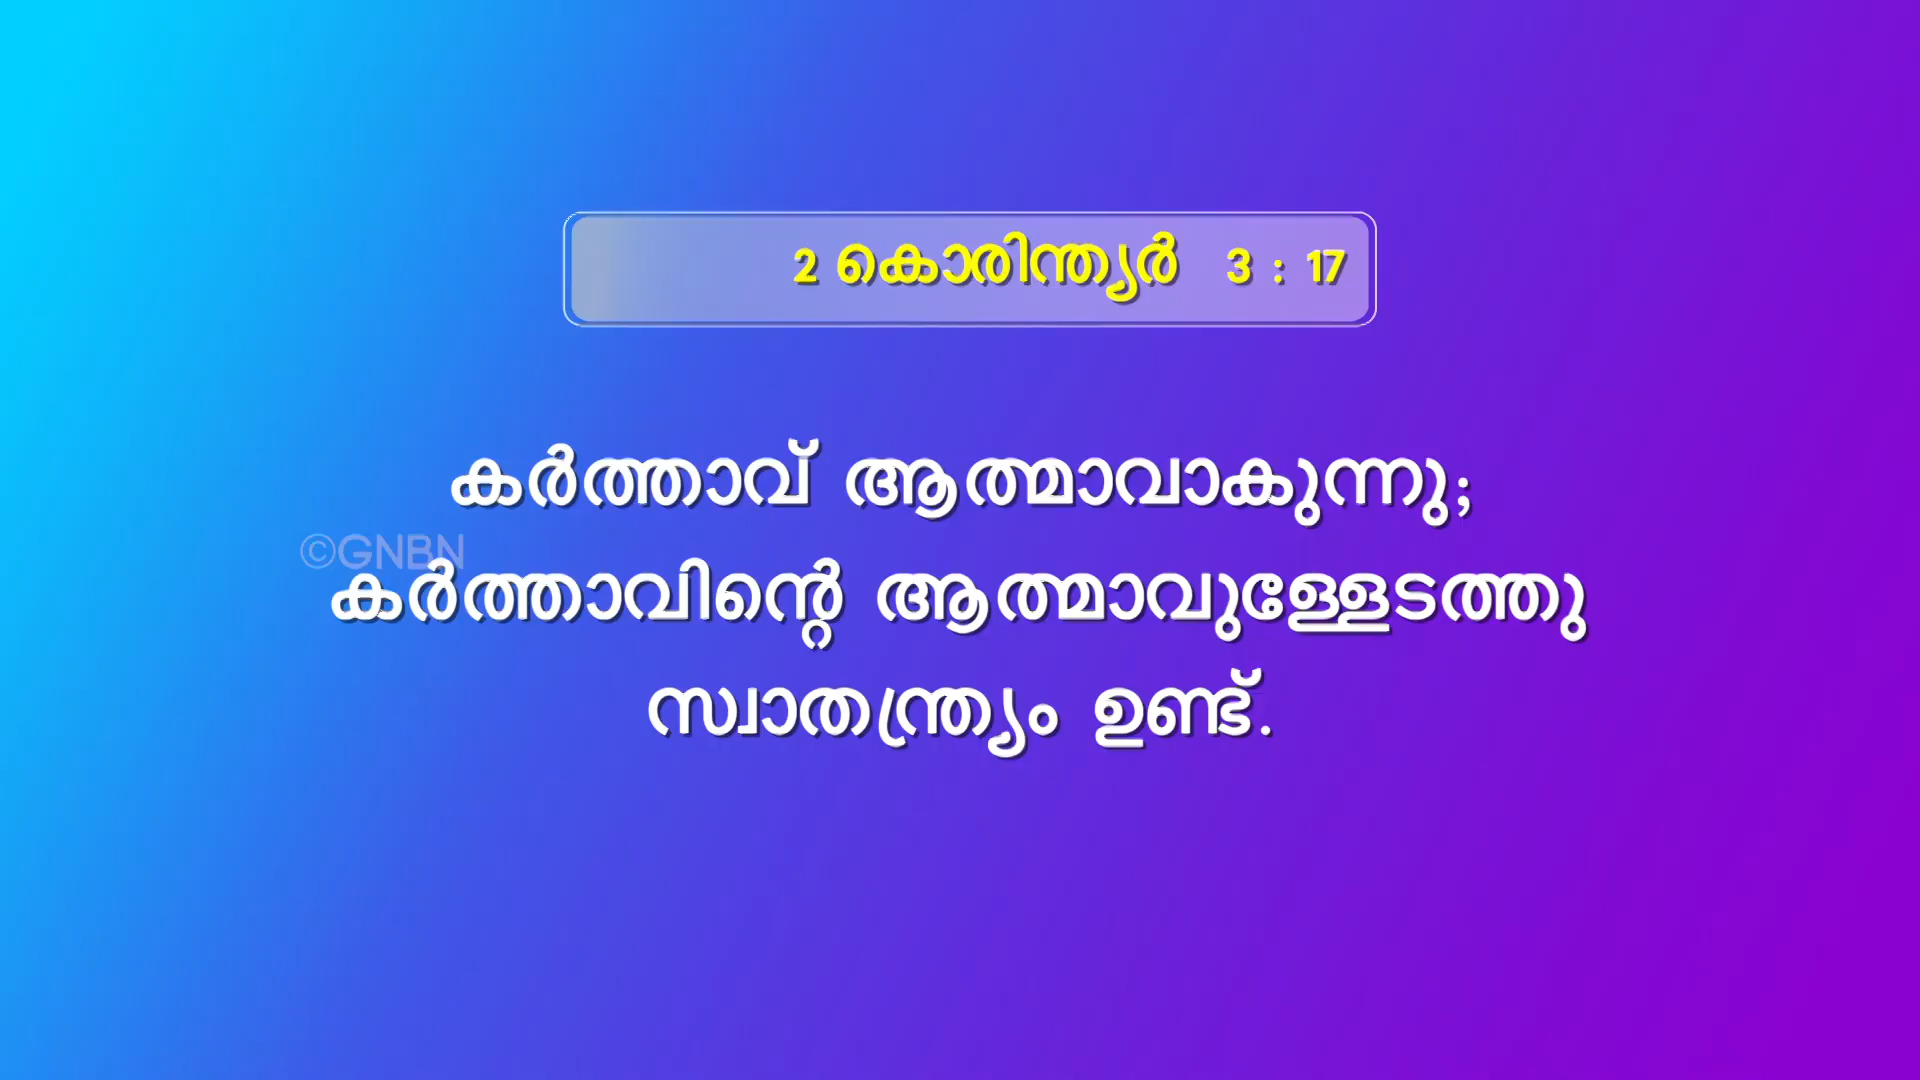 2 കൊരിന്ത്യർ 3 : 17
കർത്താവ് ആത്മാവാകുന്നു;
©GNBN
കർത്താവിന്റെ ആത്മാവുള്ളേടത്തു
സ്വാതന്ത്ര്യം ഉണ്ട്.